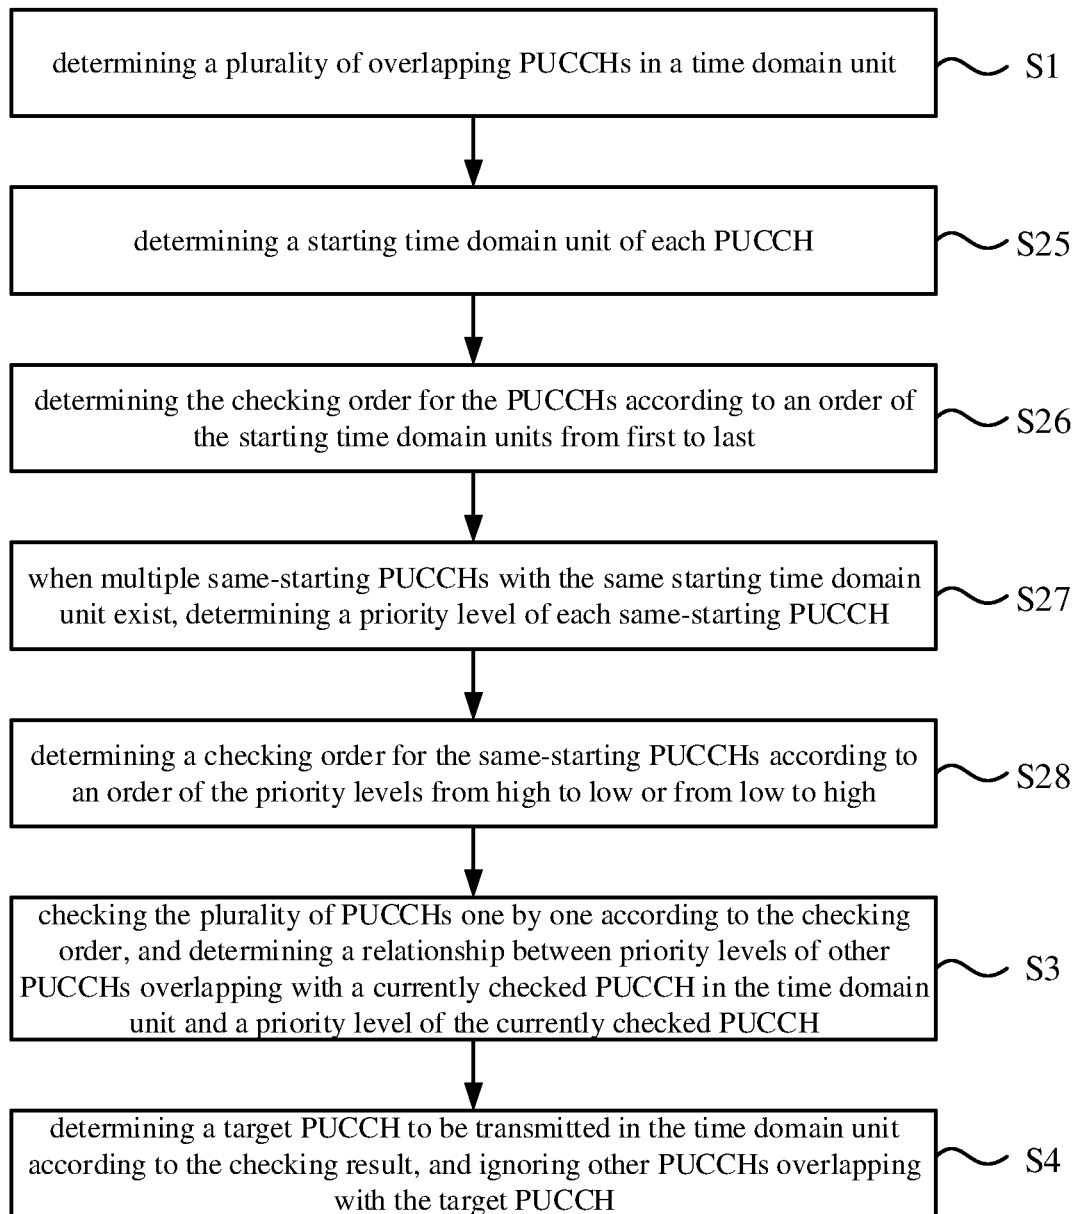 determining a plurality of overlapping PUCCHs in a time domain unit
S1
determining a starting time domain unit of each PUCCH
S25
determining the checking order for the PUCCHs according to an order of
the starting time domain units from first to last
S26
when multiple same-starting PUCCHs with the same starting time domain
unit exist, determining a priority level of each same-starting PUCCH
S27
determining a checking order for the same-starting PUCCHs according to
an order of the priority levels from high to low or from low to high
S28
checking the plurality of PUCCHs one by one according to the checking
order, and determining a relationship between priority levels of other
PUCCHs overlapping with a currently checked PUCCH in the time domain
unit and a priority level of the currently checked PUCCH
S3
determining a target PUCCH to be transmitted in the time domain unit
according to the checking result, and ignoring other PUCCHs overlapping
with the target PUCCH
S4